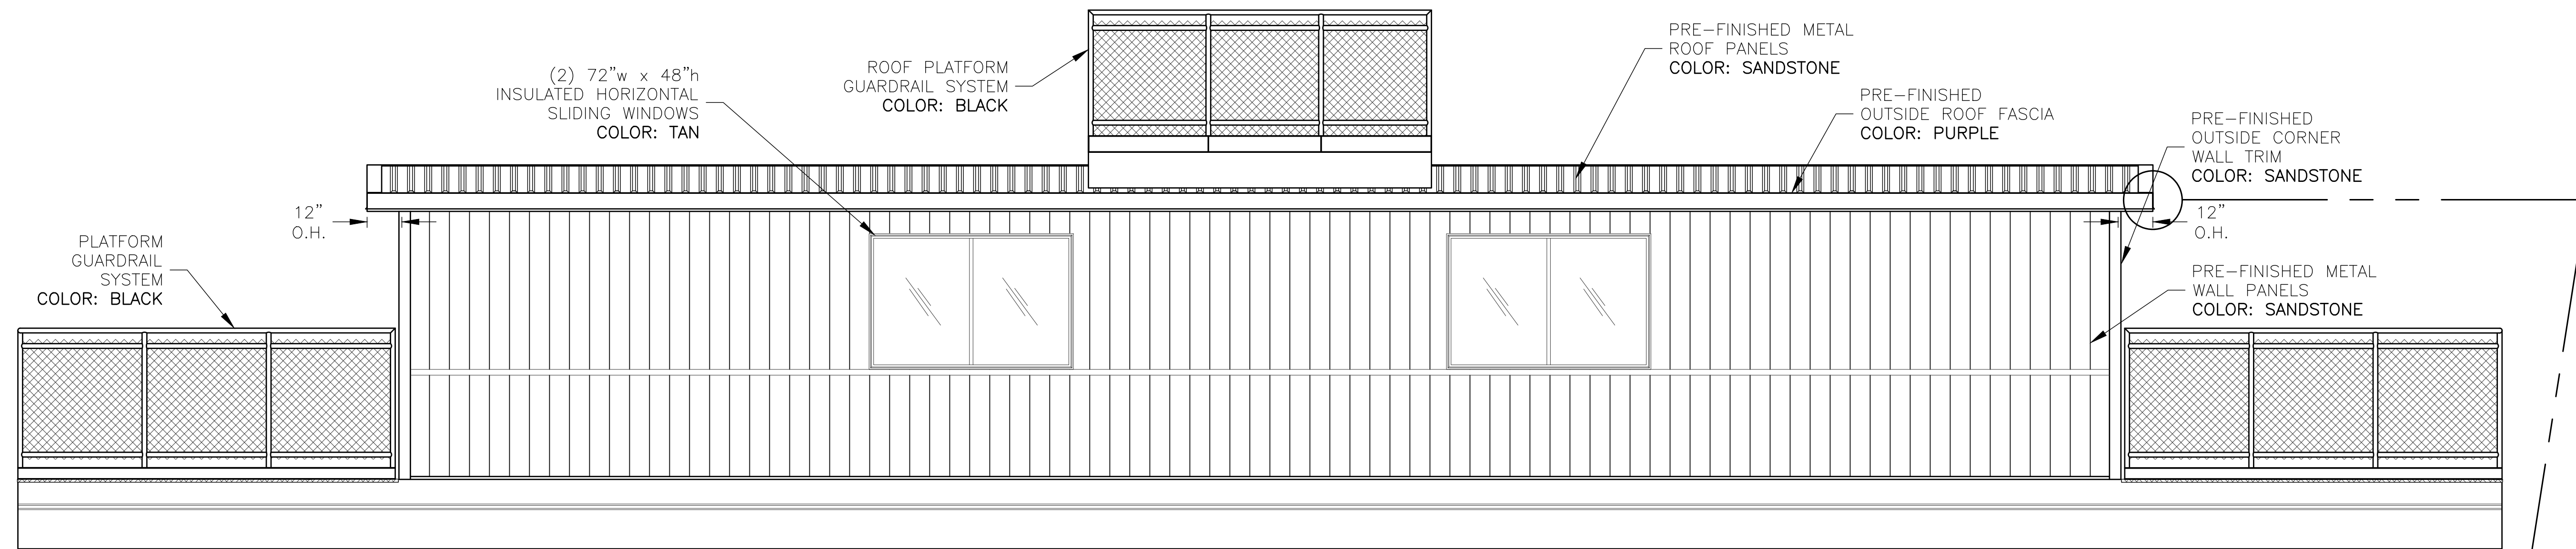 (2) 72"w x 48"h
INSULATED HORIZONTAL
SLIDING WINDOWS
COLOR: TAN
ROOF PLATFORM
GUARDRAIL SYSTEM
COLOR: BLACK
PRE-FINISHED METAL
ROOF PANELS
COLOR: SANDSTONE
PRE-FINISHED
OUTSIDE ROOF FASCIA
COLOR: PURPLE
PRE-FINISHED
OUTSIDE CORNER
WALL TRIM
COLOR: SANDSTONE
12"
O.H.
12"
O.H.
PLATFORM
GUARDRAIL
SYSTEM
COLOR: BLACK
PRE-FINISHED METAL
WALL PANELS
COLOR: SANDSTONE